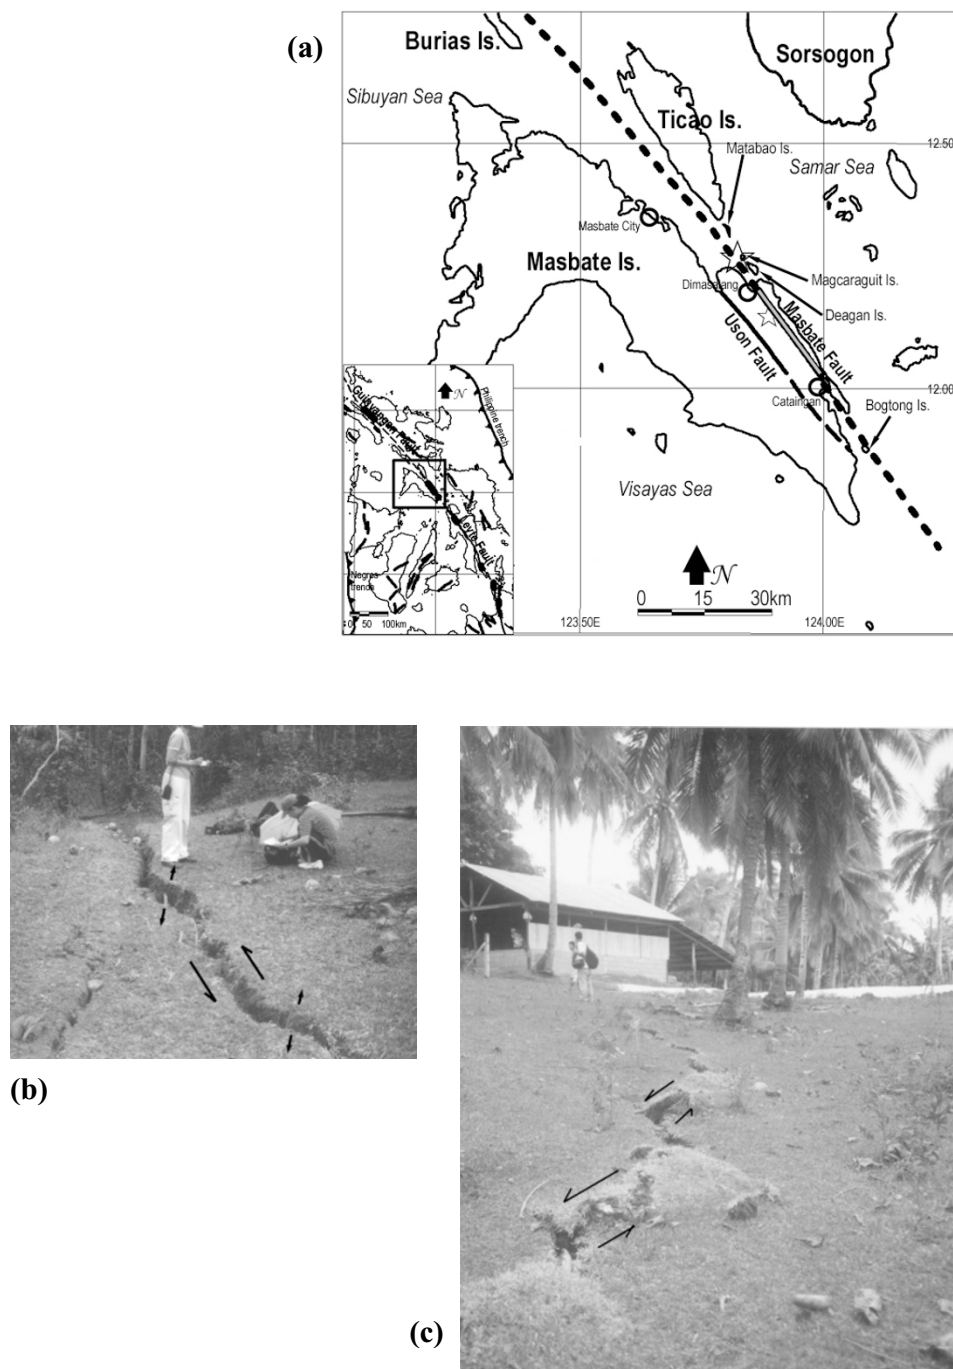 (a)
Burias Is.
Sorsogon
Sibuyan Sea
Ticao Is.
12.50
Matabao Is.
Samar Sea
Masbate City
Masbate Is.
Magcaraguit Is.
Dimasalang
Deagan Is.
Masbate Fault
Uson Fault
12.00
Cataingan
Bogtong Is.
Visayas Sea
N
0 15 30km
123.50E
124.00E
Guinyangan Fault
N
Philippine trench
Leyte Fault
Negros
trench
0 50 100km
(b)
(c)